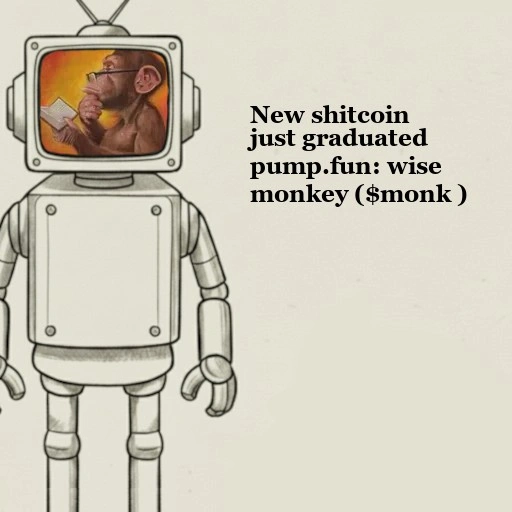 New shitcoin
just graduated
pump.fun: wise
monkey ($monk )